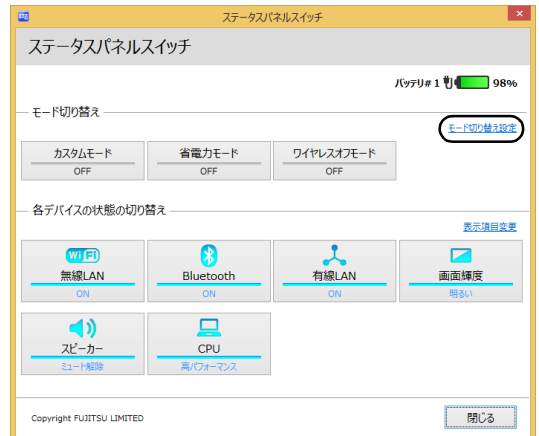 ステータスパネルスイッチ
ステータスパネルスイッチ
バッテリ#1 98%
モード切り替え
モード切り替え設定
カスタムモード 省電力モード ワイヤレスオフモード
OFF OFF OFF
各デバイスの状態の切り替え
表示項目変更
WiFi
無線LAN Bluetooth 有線LAN 画面輝度
ON ON ON 明るい
スピーカー CPU
ミュート解除 高パフォーマンス
Copyright FUJITSU LIMITED 閉じる